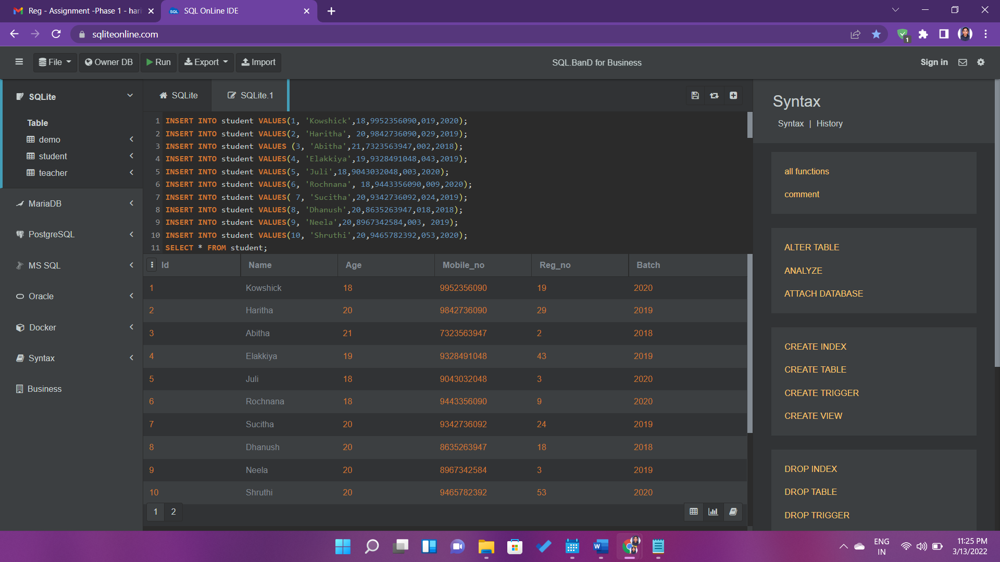 Reg - Assignment -Phase 1 - hari
SQL OnLine IDE
sqliteonline.com
1
File
Owner DB
Run
Export
Import
SQL.BanD for Business
Sign in
SQLite
Table
demo
student
teacher
MariaDB
PostgreSQL
MS SQL
Oracle
Docker
Syntax
Business
SQLite
SQLite.1
1 INSERT INTO student VALUES(1, 'Kowshick',18,9952356090,019,2020);
2 INSERT INTO student VALUES(2, 'Haritha', 20,9842736090,029,2019);
3 INSERT INTO student VALUES (3, 'Abitha',21,7323563947,002,2018);
4 INSERT INTO student VALUES(4, 'Elakkiya',19,9328491048,043,2019);
5 INSERT INTO student VALUES(5, 'Juli',18,9043032048,003,2020);
6 INSERT INTO student VALUES(6, 'Rochnana', 18,9443356090,009,2020);
7 INSERT INTO student VALUES( 7, 'Sucitha',20,9342736092,024,2019);
8 INSERT INTO student VALUES(8, 'Dhanush',20,8635263947,018,2018);
9 INSERT INTO student VALUES(9, 'Neela',20,8967342584,003, 2019);
10 INSERT INTO student VALUES(10, 'Shruthi',20,9465782392,053,2020);
11 SELECT * FROM student;
Id Name Age Mobile_no Reg_no Batch
1 Kowshick 18 9952356090 19 2020
2 Haritha 20 9842736090 29 2019
3 Abitha 21 7323563947 2 2018
4 Elakkiya 19 9328491048 43 2019
5 Juli 18 9043032048 3 2020
6 Rochnana 18 9443356090 9 2020
7 Sucitha 20 9342736092 24 2019
8 Dhanush 20 8635263947 18 2018
9 Neela 20 8967342584 3 2019
10 Shruthi 20 9465782392 53 2020
1 2
Syntax
Syntax | History
all functions
comment
ALTER TABLE
ANALYZE
ATTACH DATABASE
CREATE INDEX
CREATE TABLE
CREATE TRIGGER
CREATE VIEW
DROP INDEX
DROP TABLE
DROP TRIGGER
ENG
IN
11:25 PM
3/13/2022